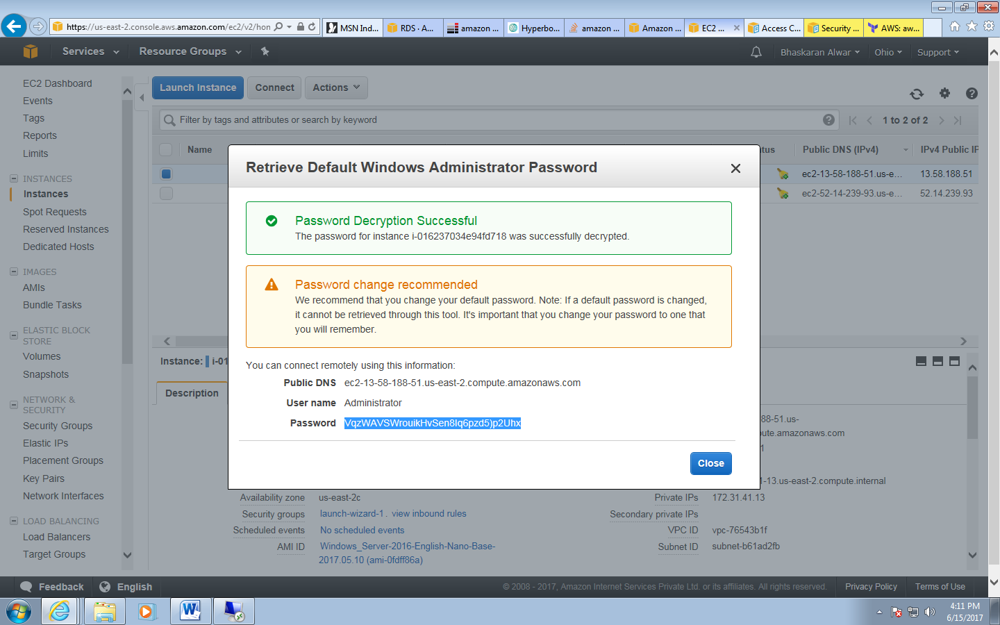 https://us-east-2.console.aws.amazon.com/ec2/v2/hon
MSN Ind...
RDS · A...
amazon ...
Hyperbo...
amazon ...
Amazon ...
EC2 ...
Access C...
Security ...
AWS: aw...
Services
Resource Groups
Bhaskaran Alwar
Ohio
Support
EC2 Dashboard
Events
Tags
Reports
Limits
INSTANCES
Instances
Spot Requests
Reserved Instances
Dedicated Hosts
IMAGES
AMIs
Bundle Tasks
ELASTIC BLOCK
STORE
Volumes
Snapshots
NETWORK &
SECURITY
Security Groups
Elastic IPs
Placement Groups
Key Pairs
Network Interfaces
LOAD BALANCING
Load Balancers
Target Groups
Launch Instance
Connect
Actions
Filter by tags and attributes or search by keyword
1 to 2 of 2
Name
tus
Public DNS (IPv4)
IPv4 Public IP
ec2-13-58-188-51.us-e...
13.58.188.51
ec2-52-14-239-93.us-e...
52.14.239.93
Retrieve Default Windows Administrator Password
Password Decryption Successful
The password for instance i-016237034e94fd718 was successfully decrypted.
Password change recommended
We recommend that you change your default password. Note: If a default password is changed,
it cannot be retrieved through this tool. It's important that you change your password to one that
you will remember.
You can connect remotely using this information:
Public DNS ec2-13-58-188-51.us-east-2.compute.amazonaws.com
User name Administrator
Password VqzWAVSWrouikHvSen8Iq6pzd5)p2Uhx
Close
Instance: i-01
Description
88-51.us-
ute.amazonaws.com
1
1-13.us-east-2.compute.internal
Availability zone us-east-2c
Private IPs 172.31.41.13
Security groups launch-wizard-1 . view inbound rules
Secondary private IPs
Scheduled events No scheduled events
VPC ID vpc-76543b1f
AMI ID Windows_Server-2016-English-Nano-Base-
2017.05.10 (ami-0fdff86a)
Subnet ID subnet-b61ad2fb
Feedback
English
© 2008 - 2017, Amazon Internet Services Private Ltd. or its affiliates. All rights reserved.
Privacy Policy
Terms of Use
4:11 PM
6/15/2017